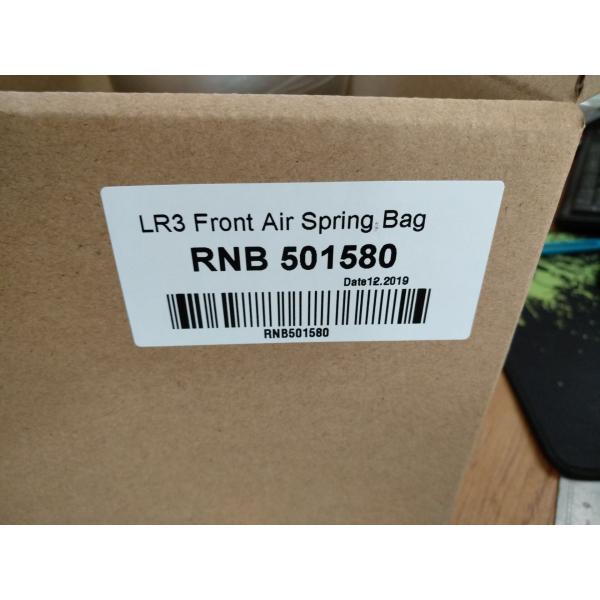 LR3 Front Air Spring Bag
RNB 501580
Date12.2019
RNB501580